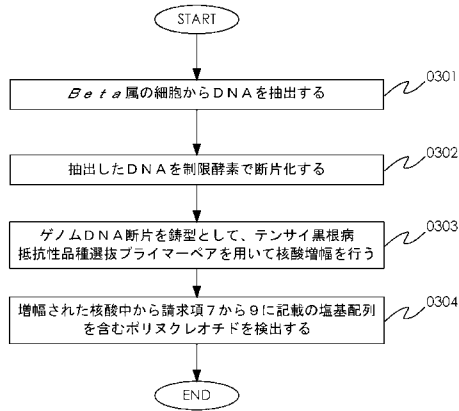 START
Beta属の細胞からDNAを抽出する
0301
抽出したDNAを制限酵素で断片化する
0302
ゲノムDNA断片を鋳型として、テンサイ黒根病
抵抗性品種選抜プライマーペアを用いて核酸増幅を行う
0303
増幅された核酸中から請求項7から9に記載の塩基配列
を含むポリヌクレオチドを検出する
0304
END